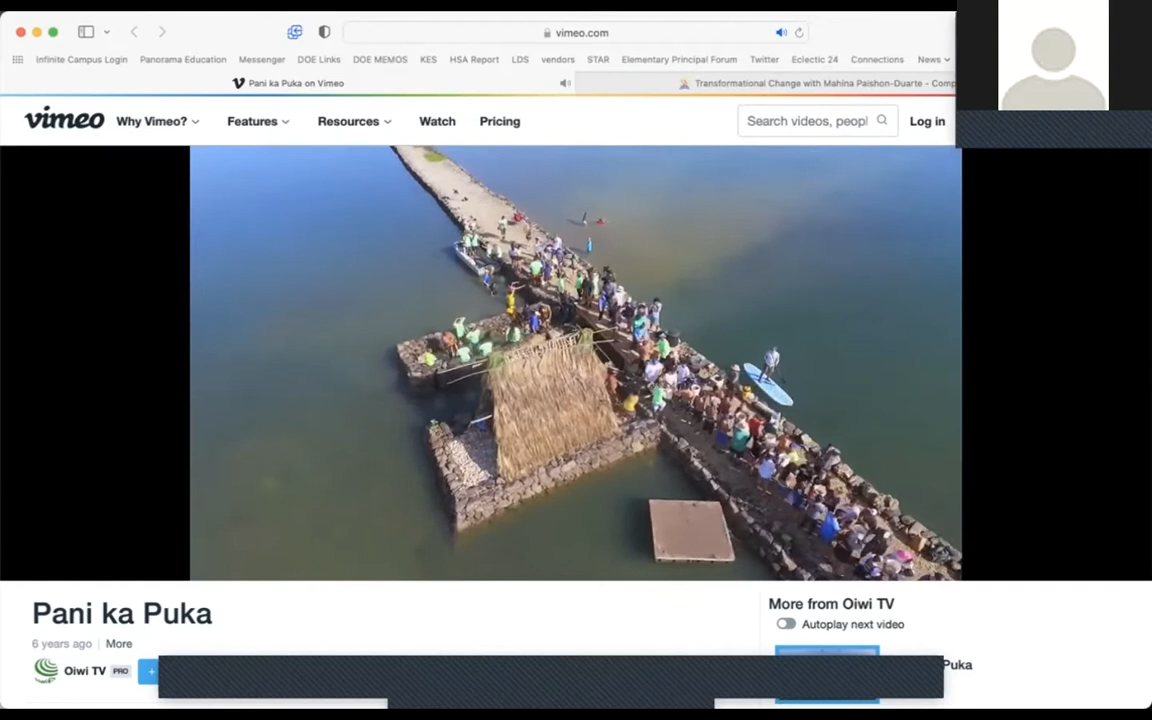 vimeo.com
Infinite Campus Login Panorama Education Messenger DOE Links DOE MEMOS KES HSA Report LDS vendors STAR Elementary Principal Forum Twitter Eclectic 24 Connections News
Pani ka Puka on Vimeo
Transformational Change with Mahina Paishon-Duarte - Comp
vimeo Why Vimeo? Features Resources Watch Pricing Search videos, peopl Log in
Pani ka Puka
6 years ago | More
Oiwi TV PRO +
More from Oiwi TV
Autoplay next video
Puka